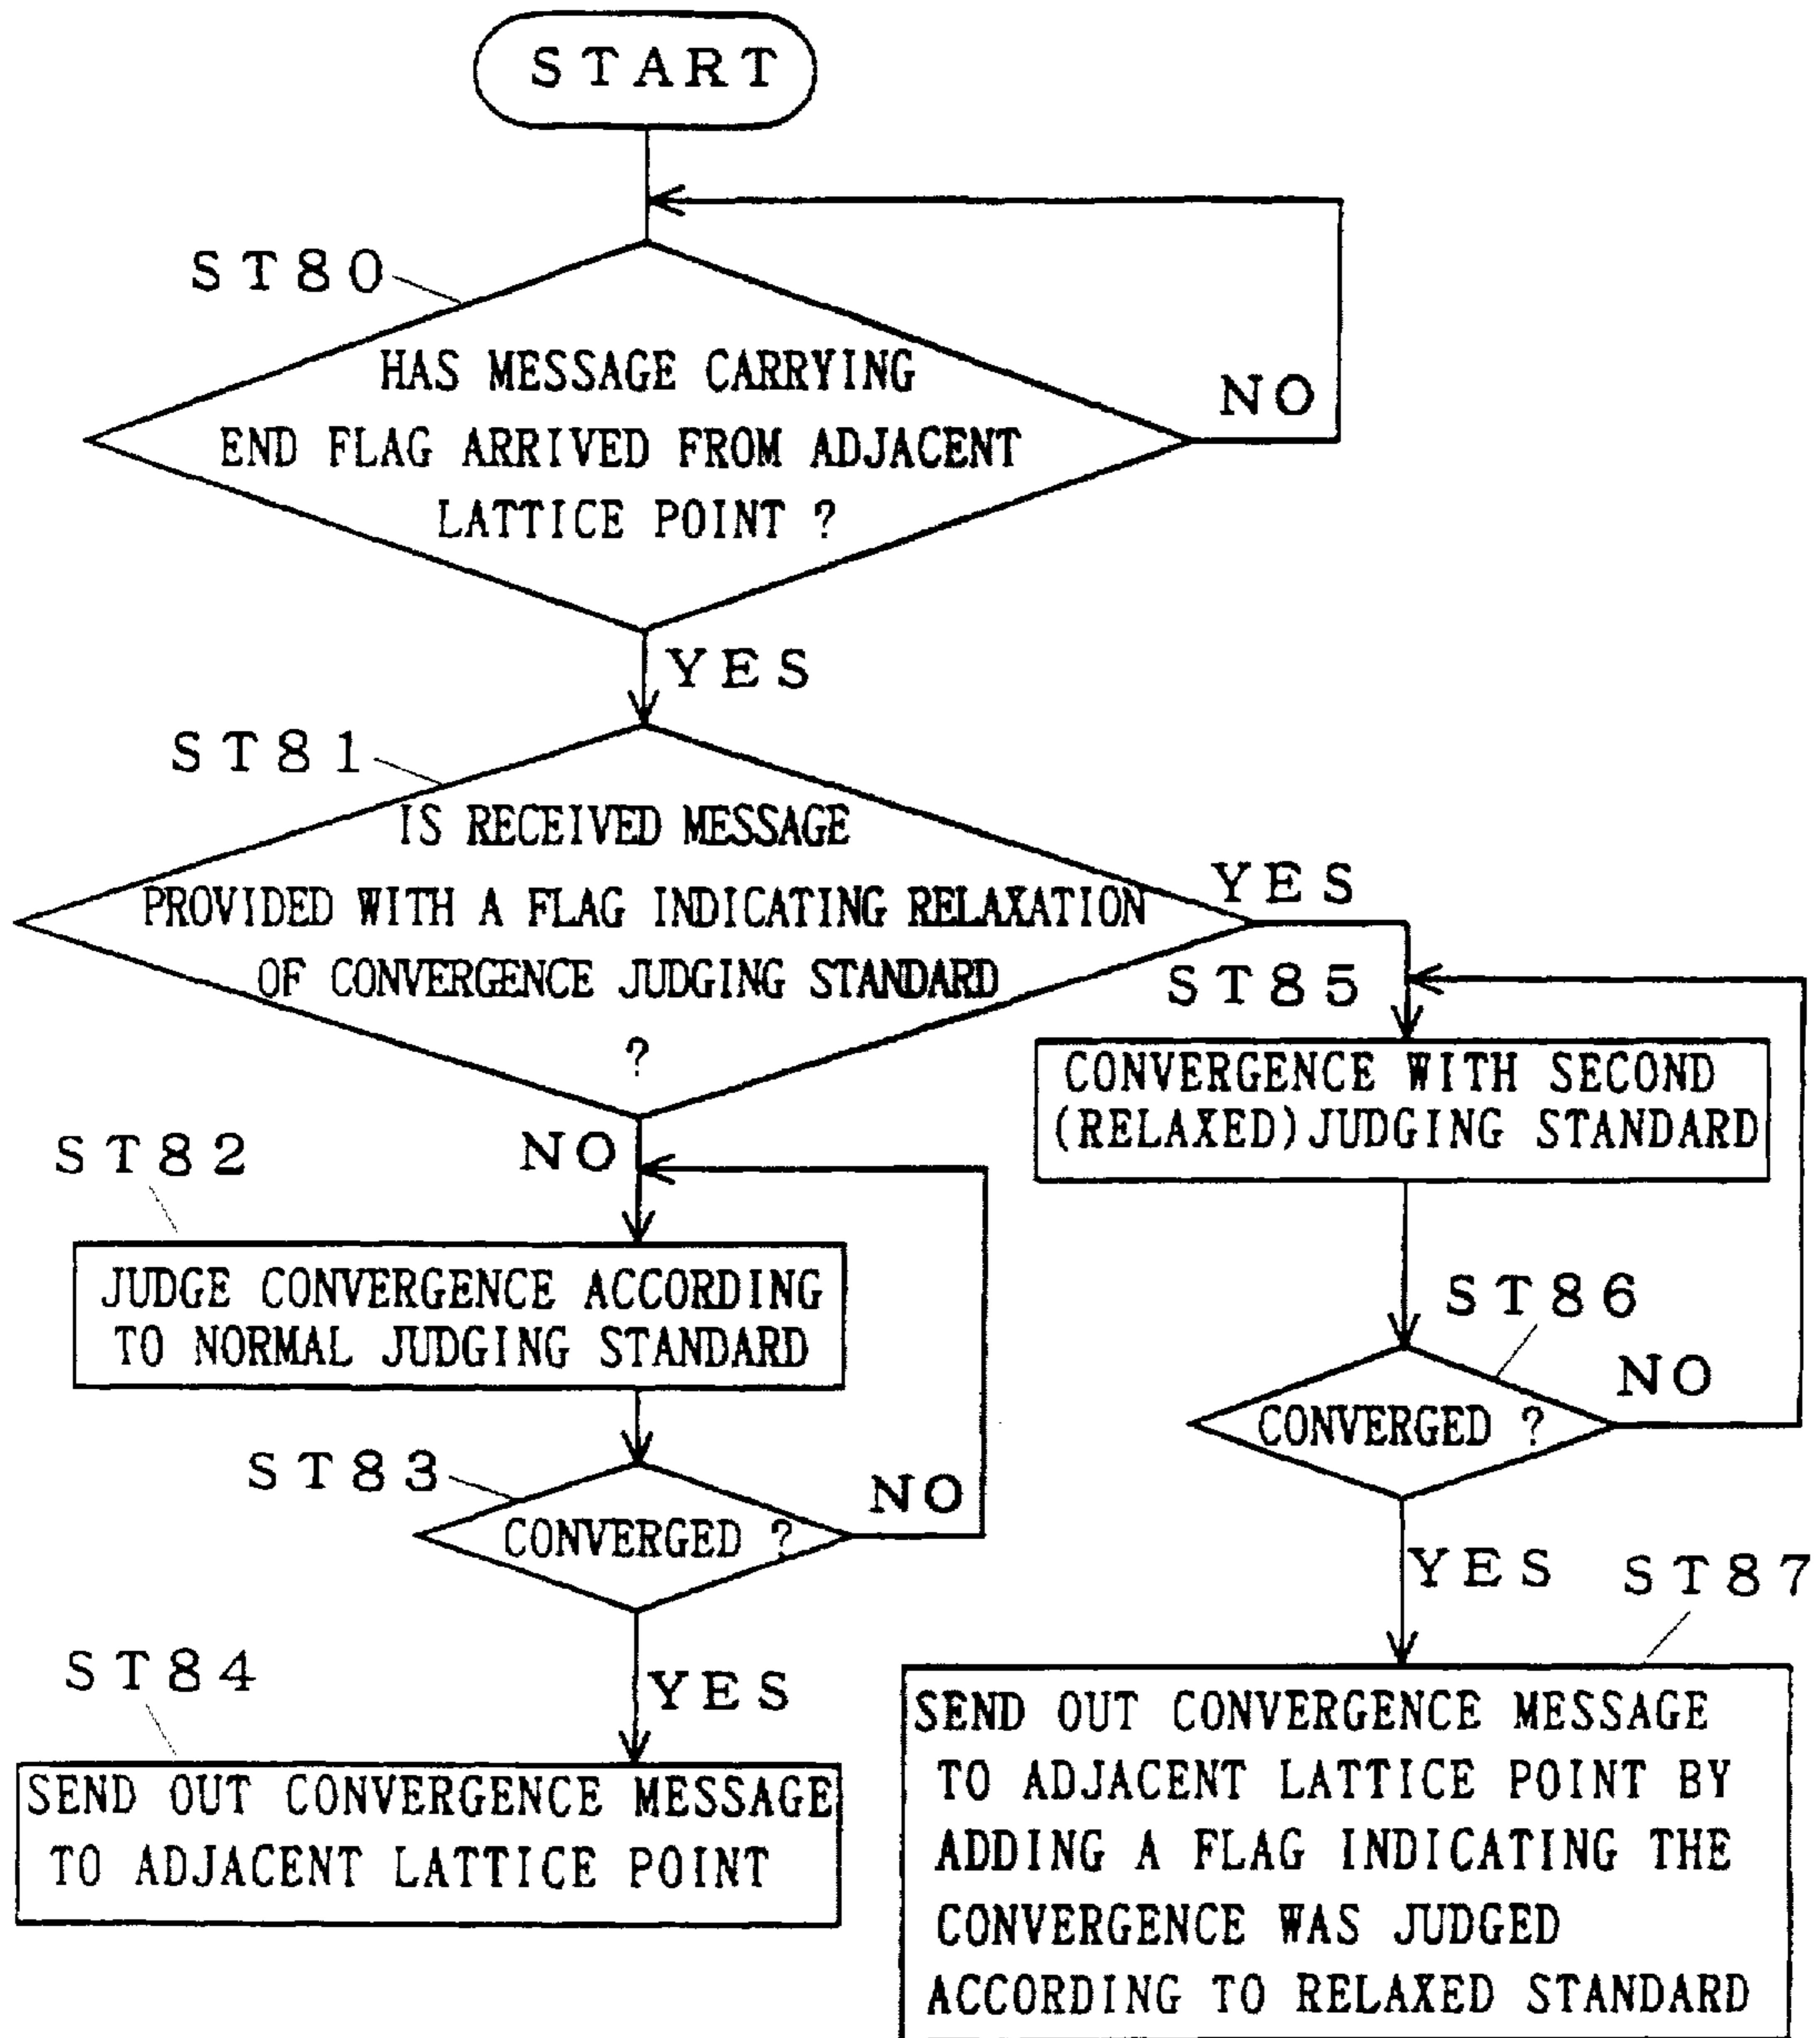 START
ST80
HAS MESSAGE CARRYING
END FLAG ARRIVED FROM ADJACENT
LATTICE POINT ?
NO
YES
ST81
IS RECEIVED MESSAGE
PROVIDED WITH A FLAG INDICATING RELAXATION
OF CONVERGENCE JUDGING STANDARD
?
YES
NO
ST82
JUDGE CONVERGENCE ACCORDING
TO NORMAL JUDGING STANDARD
ST83
CONVERGED ?
NO
YES
ST84
SEND OUT CONVERGENCE MESSAGE
TO ADJACENT LATTICE POINT
ST85
CONVERGENCE WITH SECOND
(RELAXED)JUDGING STANDARD
ST86
CONVERGED ?
NO
YES
ST87
SEND OUT CONVERGENCE MESSAGE
TO ADJACENT LATTICE POINT BY
ADDING A FLAG INDICATING THE
CONVERGENCE WAS JUDGED
ACCORDING TO RELAXED STANDARD